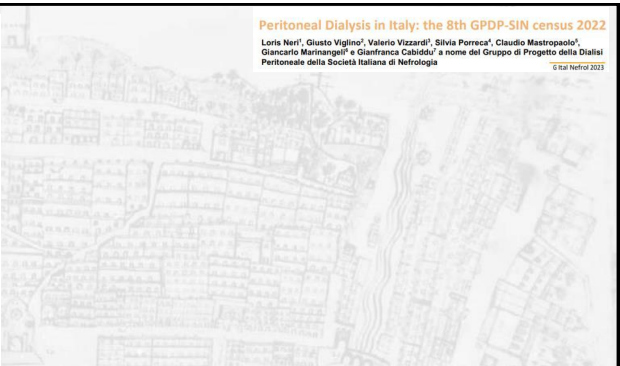 Peritoneal Dialysis in Italy: the 8th GPDP-SIN census 2022
Loris Neri¹, Giusto Viglino², Valerio Vizzardi³, Silvia Porreca⁴, Claudio Mastropaolo⁵,
Giancarlo Marinangeli⁶ e Gianfranca Cabiddu⁷ a nome del Gruppo di Progetto della Dialisi
Peritoneale della Società Italiana di Nefrologia
G Ital Nefrol 2023